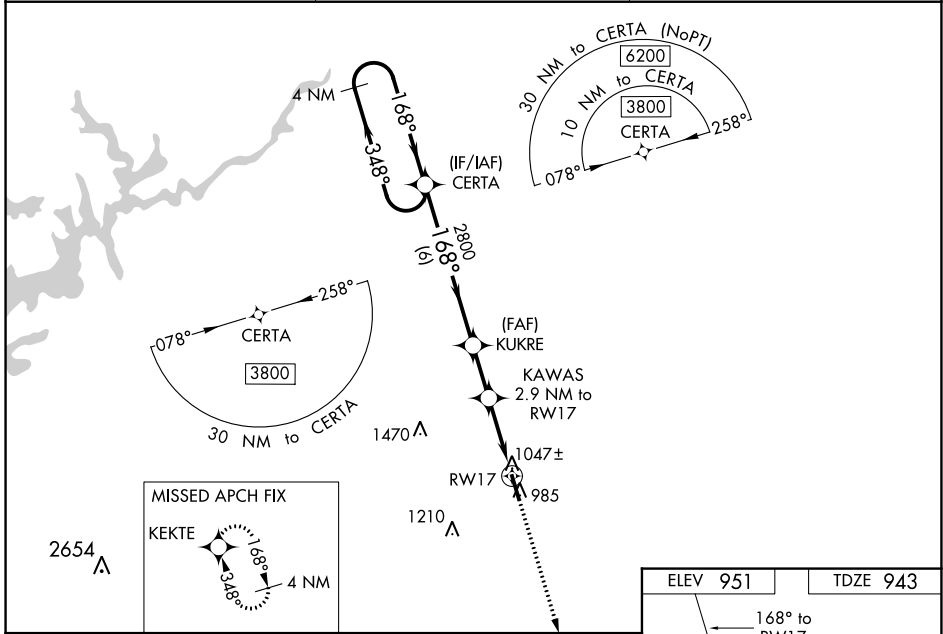 30 NM to CERTA (NoPT)
6200
10 NM to CERTA
3800
CERTA
078°
258°
4 NM
168°
348°
(IF/IAF)
CERTA
2800
168°
(6)
258°
078°
CERTA
3800
30 NM to CERTA
(FAF)
KUKRE
KAWAS
2.9 NM to
RW17
1470
1047±
RW17
985
1210
MISSED APCH FIX
KEKTE
168°
348°
4 NM
2654
ELEV 951
TDZE 943
168° to
RW17